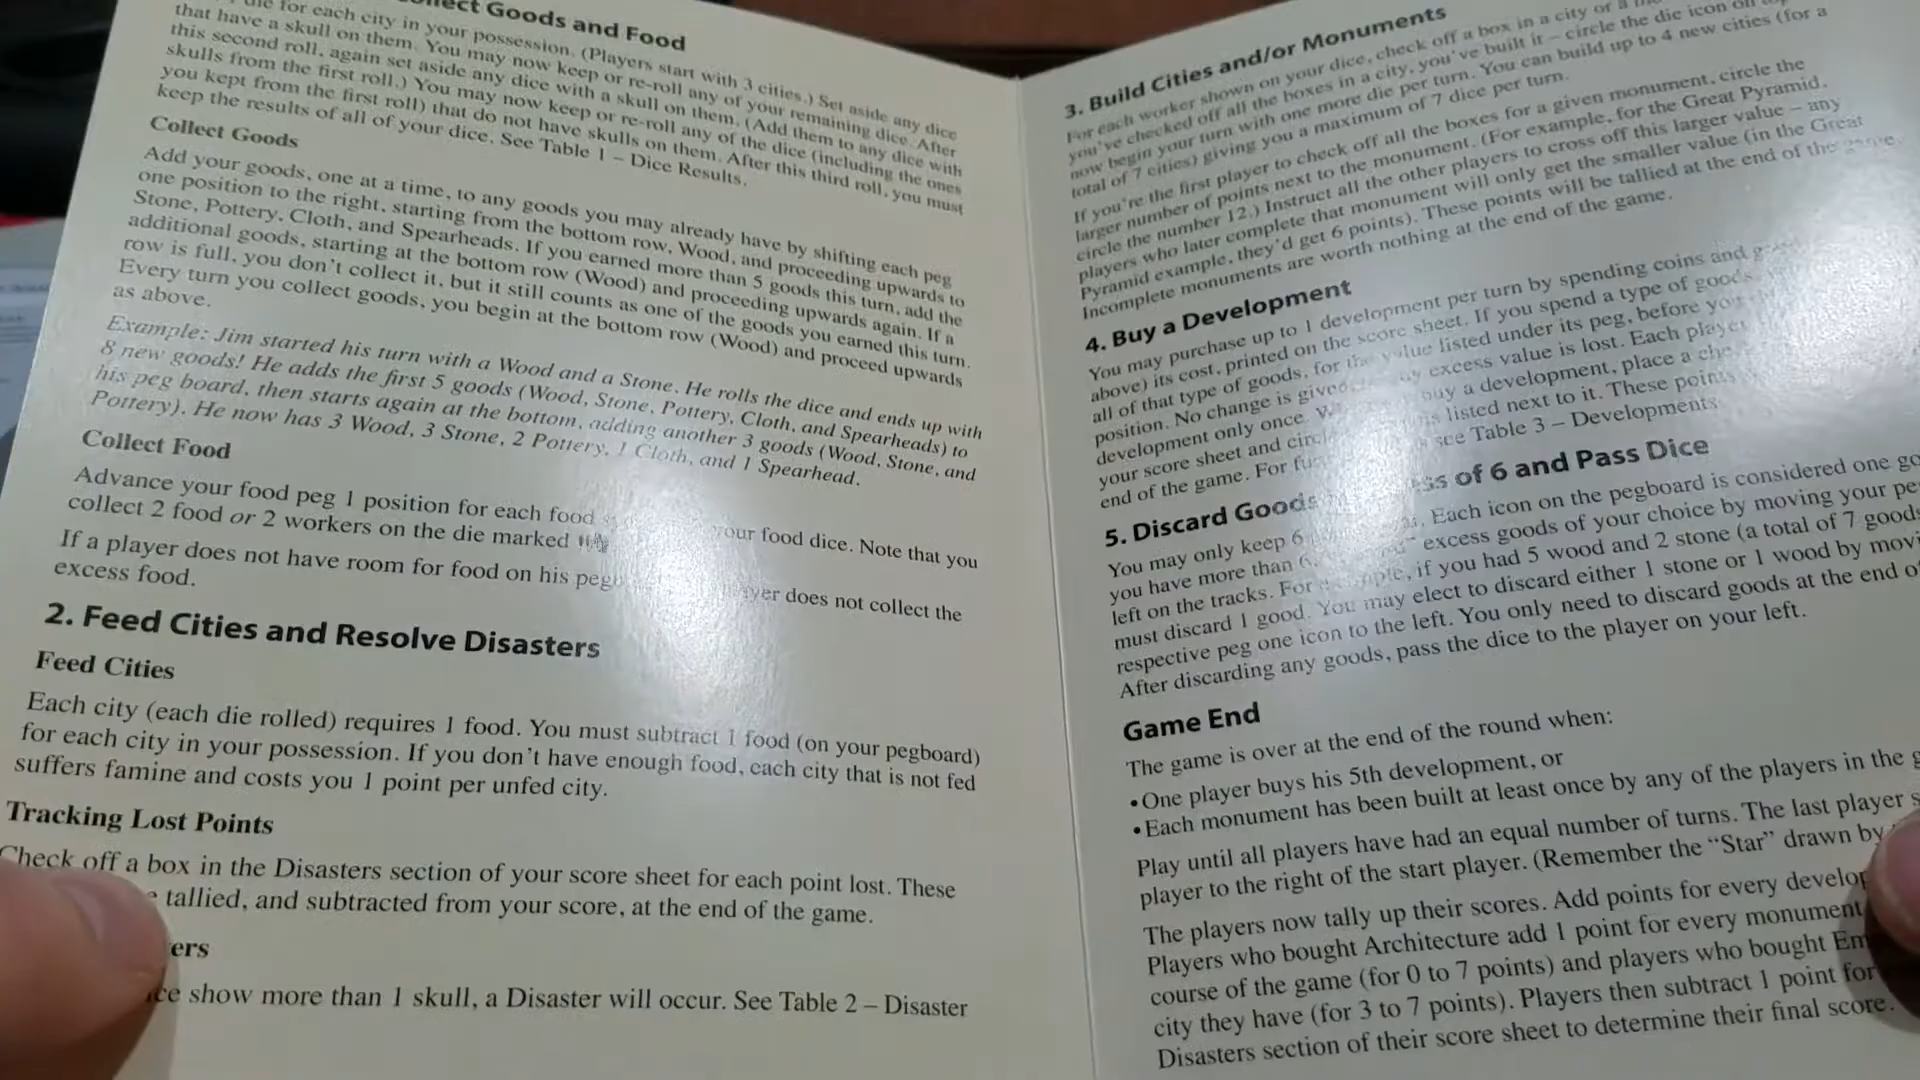 Collect Goods and Food
die for each city in your possession. (Players start with 3 cities.) Set aside any dice
that have a skull on them. You may now keep or re-roll any of your remaining dice. After
this second roll, again set aside any dice with a skull on them. (Add them to any dice with
skulls from the first roll.) You may now keep or re-roll any of the dice (including the ones
you kept from the first roll) that do not have skulls on them. After this third roll, you must
keep the results of all of your dice. See Table 1 – Dice Results.
Collect Goods
Add your goods, one at a time, to any goods you may already have by shifting each peg
one position to the right, starting from the bottom row, Wood, and proceeding upwards to
Stone, Pottery, Cloth, and Spearheads. If you earned more than 5 goods this turn, add the
additional goods, starting at the bottom row (Wood) and proceeding upwards again. If a
row is full, you don't collect it, but it still counts as one of the goods you earned this turn.
Every turn you collect goods, you begin at the bottom row (Wood) and proceed upwards
as above.
Example: Jim started his turn with a Wood and a Stone. He rolls the dice and ends up with
8 new goods! He adds the first 5 goods (Wood, Stone, Pottery, Cloth, and Spearheads) to
his peg board, then starts again at the bottom, adding another 3 goods (Wood, Stone, and
Pottery). He now has 3 Wood, 3 Stone, 2 Pottery, 1 Cloth, and 1 Spearhead.
Collect Food
Advance your food peg 1 position for each food your food dice. Note that you
collect 2 food or 2 workers on the die marked
If a player does not have room for food on his does not collect the
excess food.
2. Feed Cities and Resolve Disasters
Feed Cities
Each city (each die rolled) requires 1 food. You must subtract 1 food (on your pegboard)
for each city in your possession. If you don't have enough food, each city that is not fed
suffers famine and costs you 1 point per unfed city.
Tracking Lost Points
Check off a box in the Disasters section of your score sheet for each point lost. These
tallied, and subtracted from your score, at the end of the game.
ers
show more than 1 skull, a Disaster will occur. See Table 2 – Disaster
3. Build Cities and/or Monuments
For each worker shown on your dice, check off a box in a city or a
you've checked off all the boxes in a city, you've built it – circle the die icon
now begin your turn with one more die per turn. You can build up to 4 new cities (for a
total of 7 cities) giving you a maximum of 7 dice per turn.
If you're the first player to check off all the boxes for a given monument, circle the
larger number of points next to the monument. (For example, for the Great Pyramid,
circle the number 12.) Instruct all the other players to cross off this larger value – any
players who later complete that monument will only get the smaller value (in the Great
Pyramid example, they'd get 6 points). These points will be tallied at the end of the game.
Incomplete monuments are worth nothing at the end of the game.
4. Buy a Development
You may purchase up to 1 development per turn by spending coins and
above) its cost, printed on the score sheet. If you spend a type of goods,
all of that type of goods, for the value listed under its peg, before
position. No change is given; excess value is lost. Each player
development only once. buy a development, place a
your score sheet and circle listed next to it. These points
end of the game. For see Table 3 – Developments
5. Discard Goods of 6 and Pass Dice
You may only keep 6 Each icon on the pegboard is considered one
you have more than 6, excess goods of your choice by moving your
left on the tracks. For example, if you had 5 wood and 2 stone (a total of 7 goods
must discard 1 good. You may elect to discard either 1 stone or 1 wood by
respective peg one icon to the left. You only need to discard goods at the end
After discarding any goods, pass the dice to the player on your left.
Game End
The game is over at the end of the round when:
• One player buys his 5th development, or
• Each monument has been built at least once by any of the players in the
Play until all players have had an equal number of turns. The last player
player to the right of the start player. (Remember the "Star" drawn by
The players now tally up their scores. Add points for every
Players who bought Architecture add 1 point for every monument
course of the game (for 0 to 7 points) and players who bought
city they have (for 3 to 7 points). Players then subtract 1 point for
Disasters section of their score sheet to determine their final score.